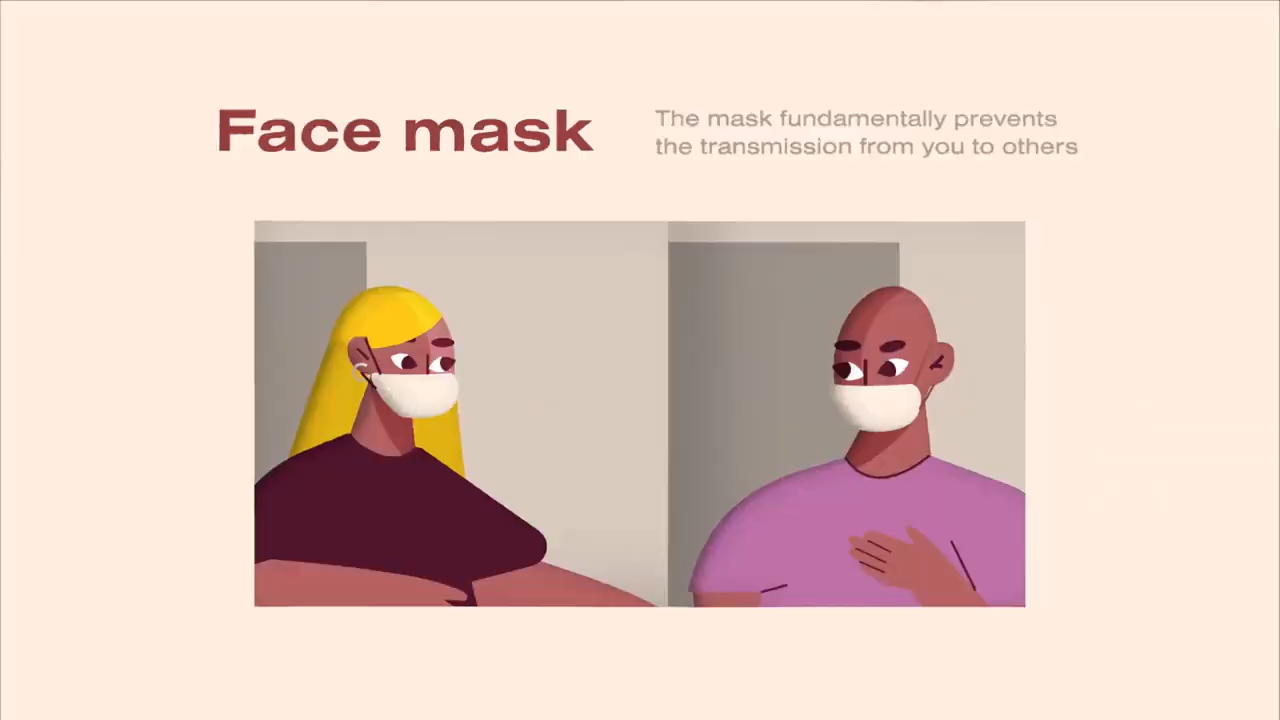 Face mask
The mask fundamentally prevents
the transmission from you to others